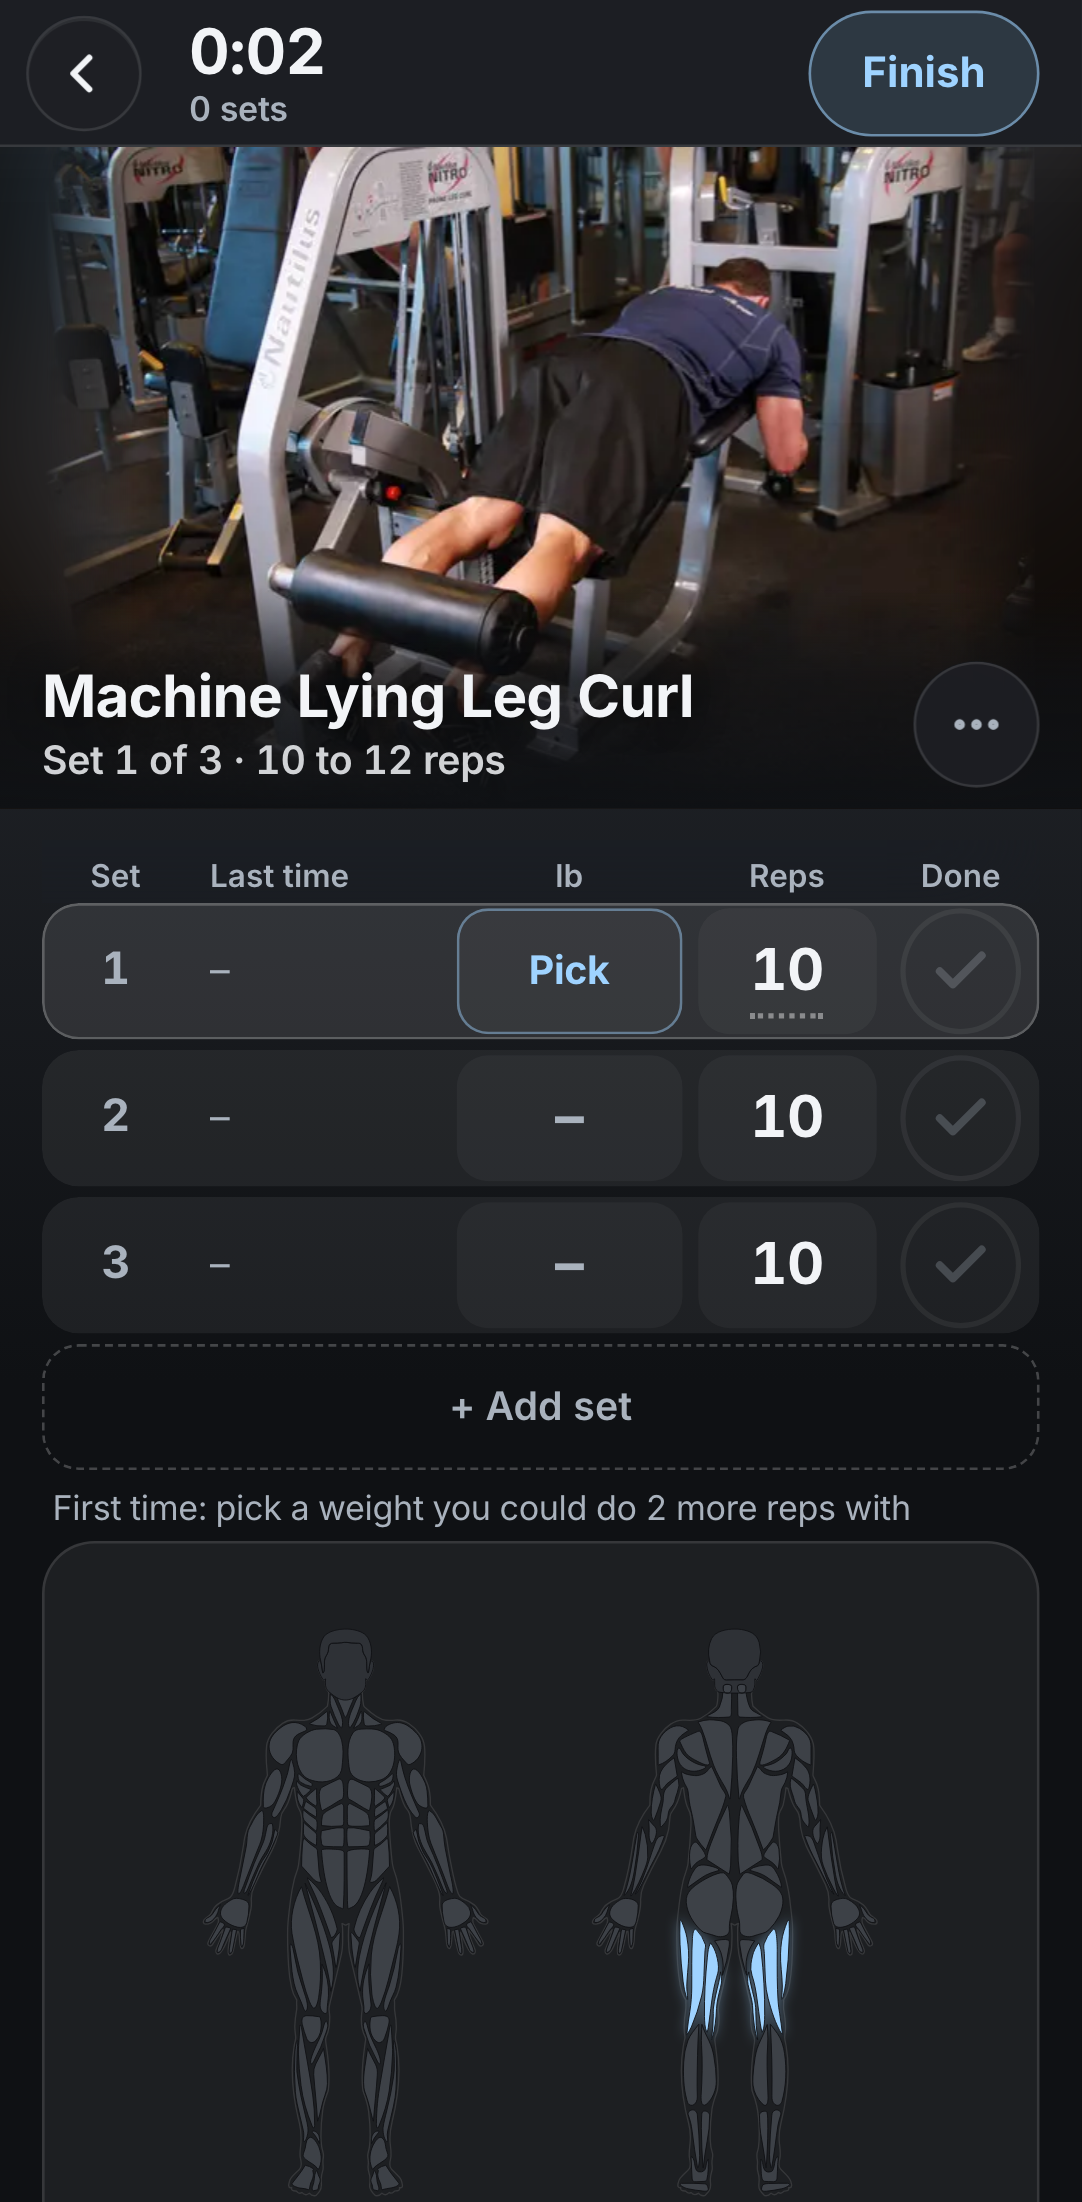 0:02
0 sets
Finish
NITRO
NITRO
NITRO
Nautilus
Machine Lying Leg Curl
Set 1 of 3 · 10 to 12 reps
Set Last time lb Reps Done
1 – Pick 10
2 – – 10
3 – – 10
+ Add set
First time: pick a weight you could do 2 more reps with